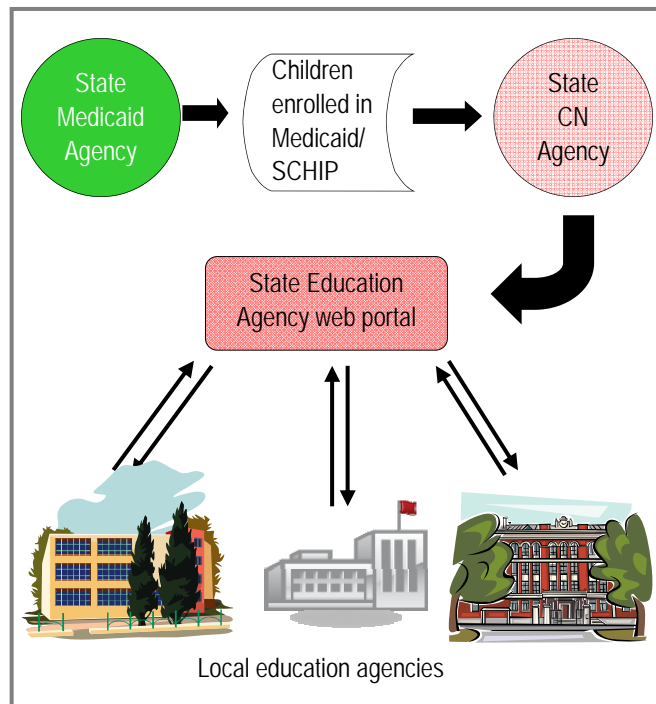 State
Medicaid
Agency
Children
enrolled in
Medicaid/
SCHIP
State
CN
Agency
State Education
Agency web portal
Local education agencies